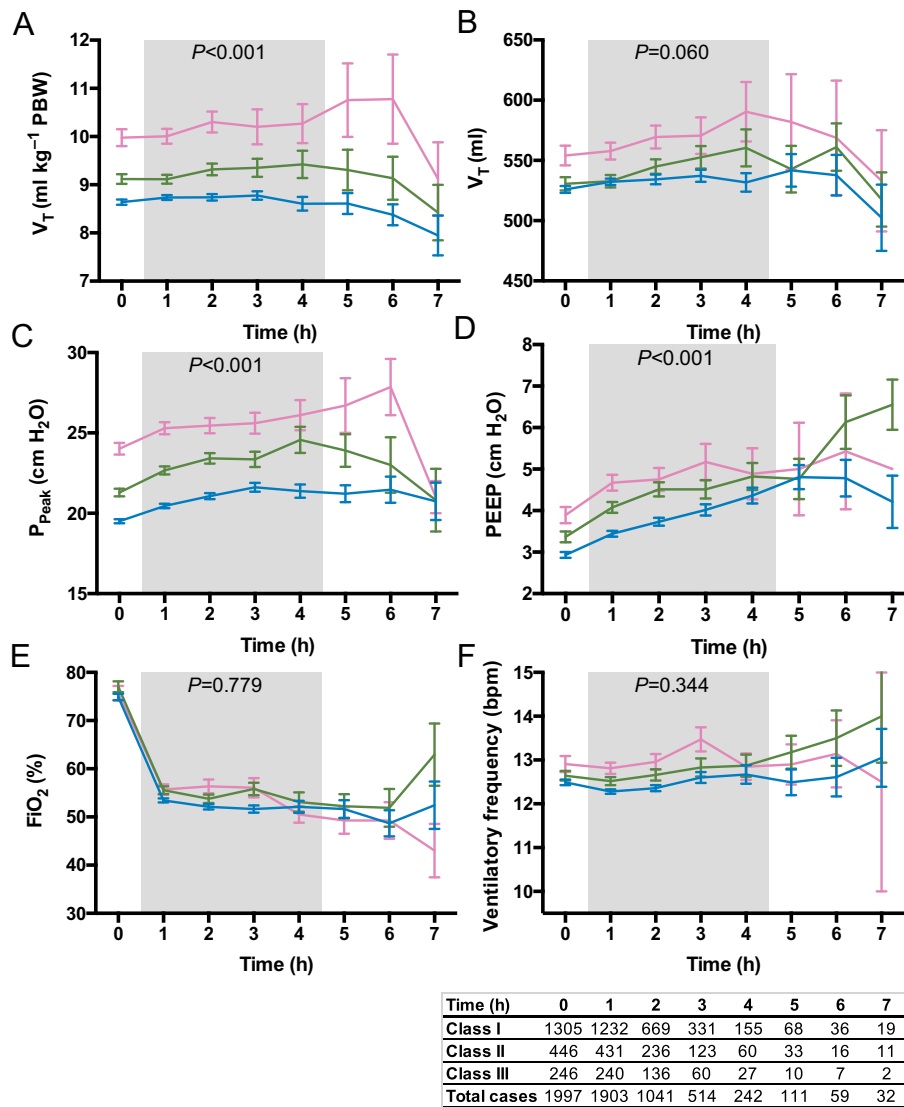 A
P<0.001
12
11
10
9
8
7
V_T (ml kg⁻¹ PBW)
0 1 2 3 4 5 6 7
Time (h)
B
P=0.060
650
600
550
500
450
V_T (ml)
0 1 2 3 4 5 6 7
Time (h)
C
P<0.001
30
25
20
15
P_Peak (cm H₂O)
0 1 2 3 4 5 6 7
Time (h)
D
P<0.001
8
7
6
5
4
3
2
PEEP (cm H₂O)
0 1 2 3 4 5 6 7
Time (h)
E
P=0.779
80
70
60
50
40
30
FiO₂ (%)
0 1 2 3 4 5 6 7
Time (h)
F
P=0.344
15
14
13
12
11
10
Ventilatory frequency (bpm)
0 1 2 3 4 5 6 7
Time (h)
Time (h) 0 1 2 3 4 5 6 7
Class I 1305 1232 669 331 155 68 36 19
Class II 446 431 236 123 60 33 16 11
Class III 246 240 136 60 27 10 7 2
Total cases 1997 1903 1041 514 242 111 59 32